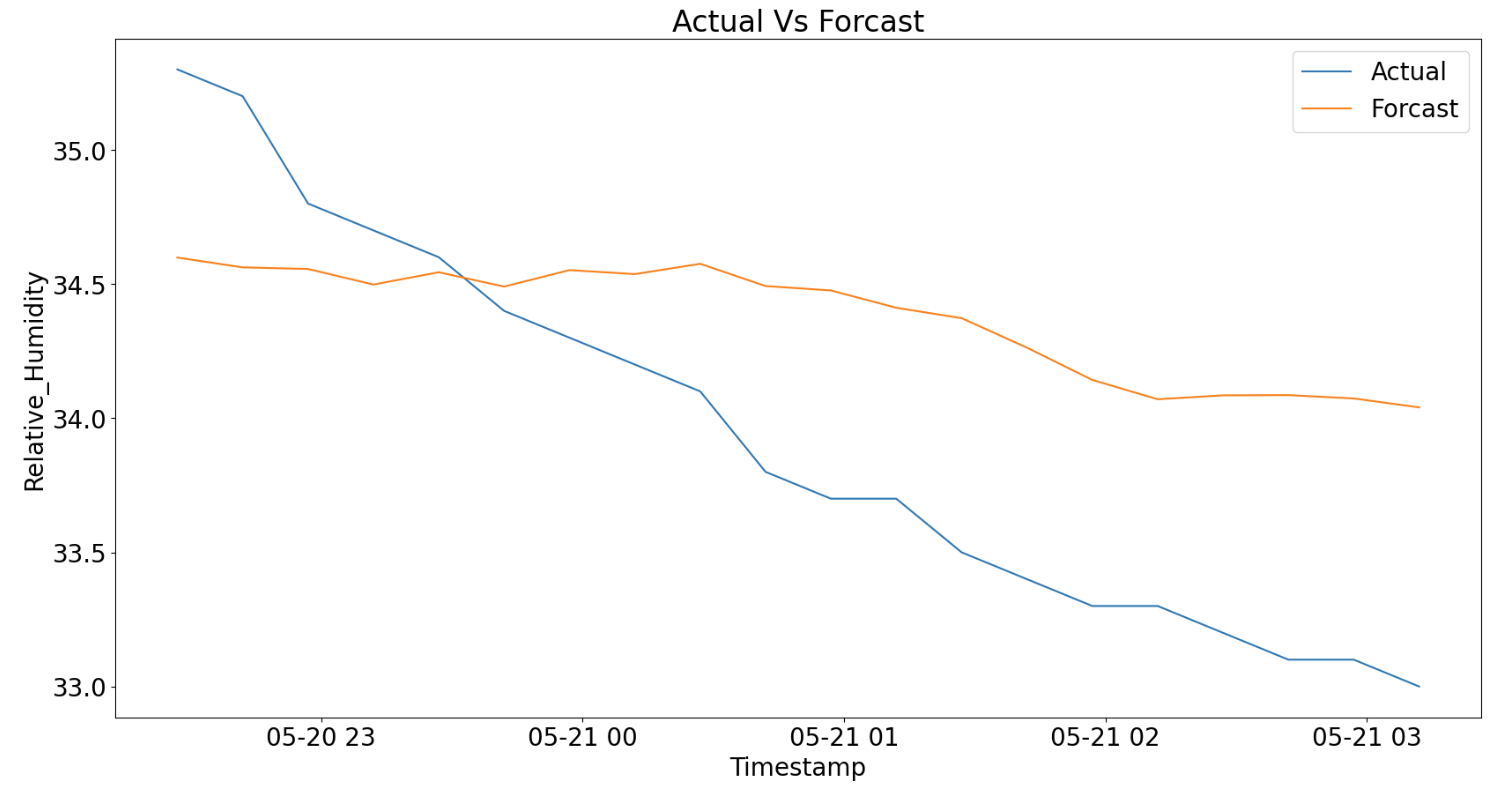 Actual Vs Forcast
Actual
Forcast
Relative_Humidity
35.0
34.5
34.0
33.5
33.0
05-20 23
05-21 00
05-21 01
05-21 02
05-21 03
Timestamp